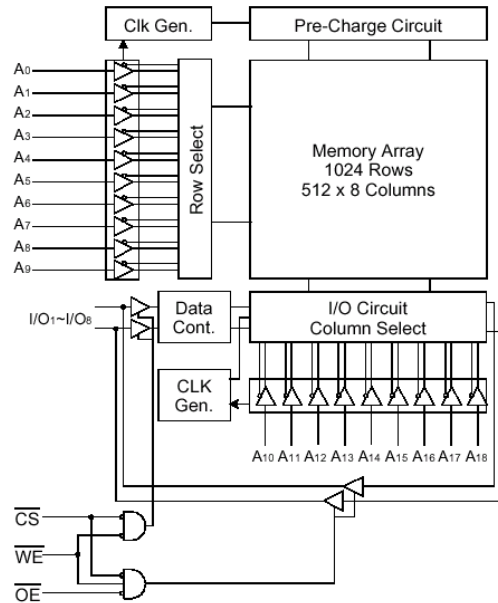 Clk Gen.
Pre-Charge Circuit
A0
A1
A2
A3
A4
A5
A6
A7
A8
A9
Row Select
Memory Array
1024 Rows
512 x 8 Columns
I/O1~I/O8
Data
Cont.
I/O Circuit
Column Select
CLK
Gen.
A10 A11 A12 A13 A14 A15 A16 A17 A18
CS
WE
OE